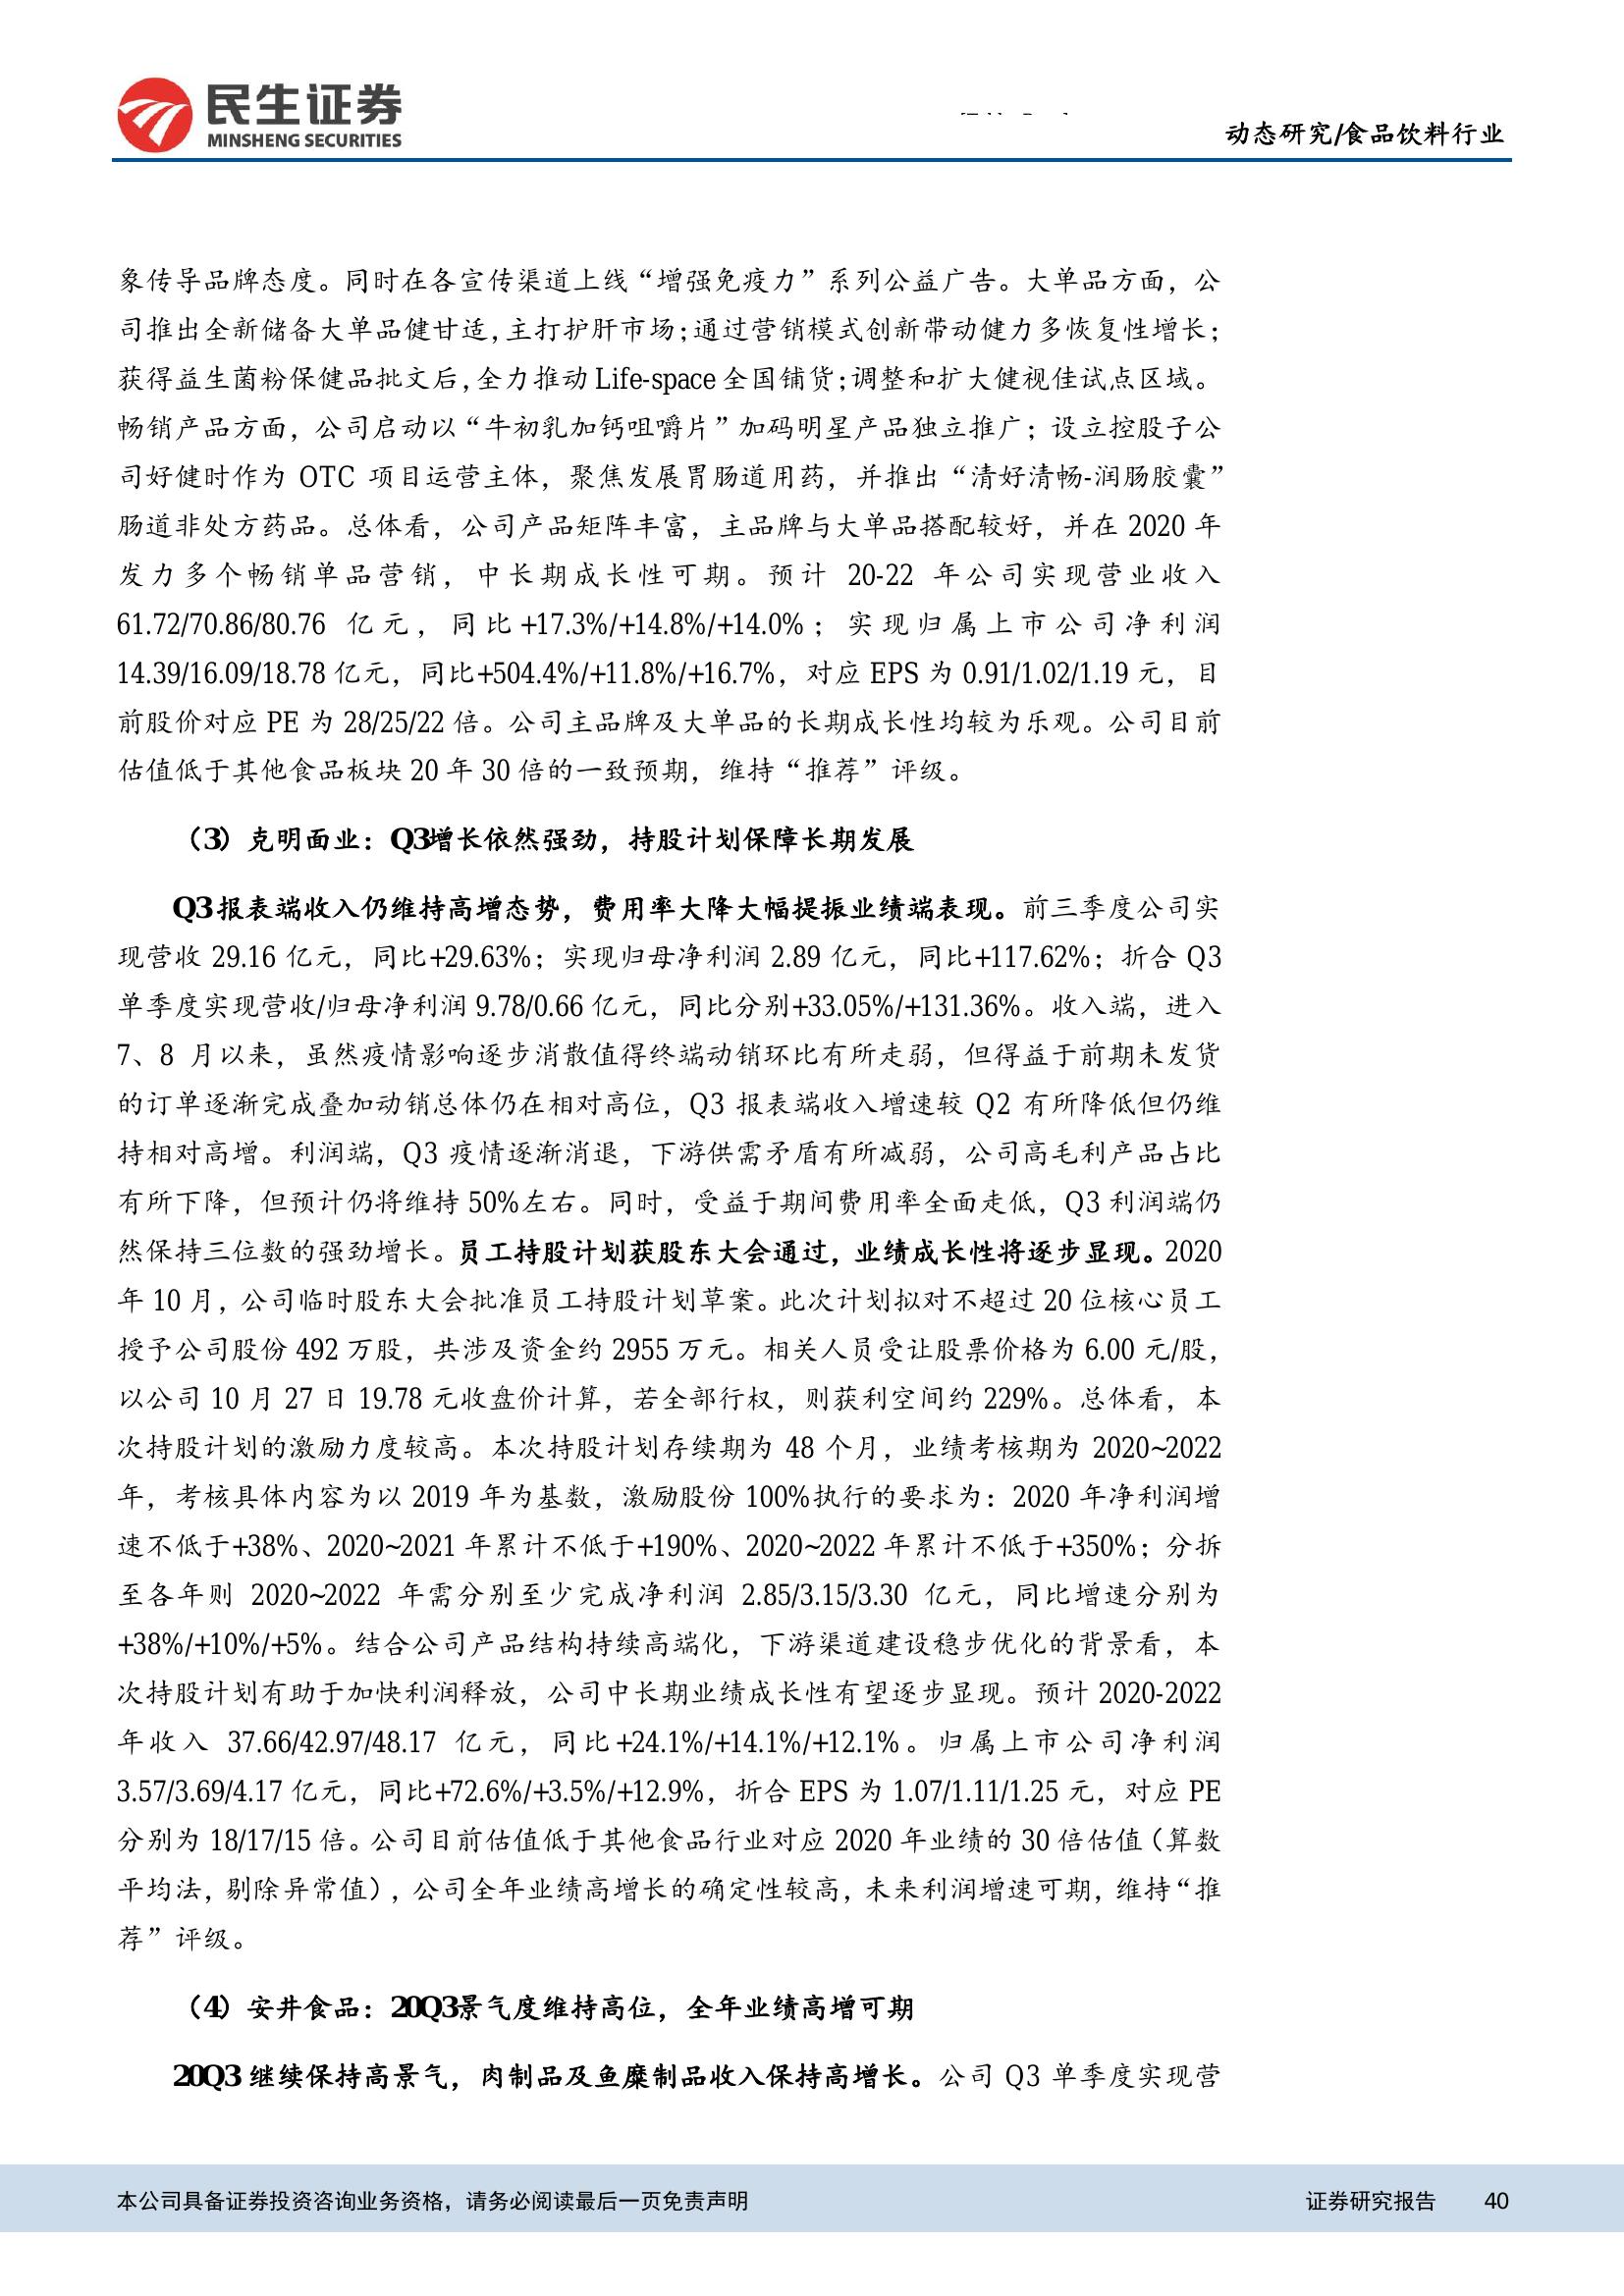 民生证券
MINSHENG SECURITIES
动态研究/食品饮料行业
象传导品牌态度。同时在各宣传渠道上线“增强免疫力”系列公益广告。大单品方面，公
司推出全新储备大单品健甘适，主打护肝市场；通过营销模式创新带动健力多恢复性增长；
获得益生菌粉保健品批文后，全力推动 Life-space 全国铺货；调整和扩大健视佳试点区域。
畅销产品方面，公司启动以“牛初乳加钙咀嚼片”加码明星产品独立推广；设立控股子公
司好健时作为 OTC 项目运营主体，聚焦发展胃肠道用药，并推出“清好清畅-润肠胶囊”
肠道非处方药品。总体看，公司产品矩阵丰富，主品牌与大单品搭配较好，并在 2020 年
发力多个畅销单品营销，中长期成长性可期。预计 20-22 年公司实现营业收入
61.72/70.86/80.76 亿元，同比+17.3%/+14.8%/+14.0%；实现归属上市公司净利润
14.39/16.09/18.78 亿元，同比+504.4%/+11.8%/+16.7%，对应 EPS 为 0.91/1.02/1.19 元，目
前股价对应 PE 为 28/25/22 倍。公司主品牌及大单品的长期成长性均较为乐观。公司目前
估值低于其他食品板块 20 年 30 倍的一致预期，维持“推荐”评级。
（3）克明面业：Q3增长依然强劲，持股计划保障长期发展
Q3报表端收入仍维持高增态势，费用率大降大幅提振业绩端表现。前三季度公司实
现营收 29.16 亿元，同比+29.63%；实现归母净利润 2.89 亿元，同比+117.62%；折合 Q3
单季度实现营收/归母净利润 9.78/0.66 亿元，同比分别+33.05%/+131.36%。收入端，进入
7、8 月以来，虽然疫情影响逐步消散值得终端动销环比有所走弱，但得益于前期未发货
的订单逐渐完成叠加动销总体仍在相对高位，Q3 报表端收入增速较 Q2 有所降低但仍维
持相对高增。利润端，Q3 疫情逐渐消退，下游供需矛盾有所减弱，公司高毛利产品占比
有所下降，但预计仍将维持 50%左右。同时，受益于期间费用率全面走低，Q3 利润端仍
然保持三位数的强劲增长。员工持股计划获股东大会通过，业绩成长性将逐步显现。2020
年 10 月，公司临时股东大会批准员工持股计划草案。此次计划拟对不超过 20 位核心员工
授予公司股份 492 万股，共涉及资金约 2955 万元。相关人员受让股票价格为 6.00 元/股，
以公司 10 月 27 日 19.78 元收盘价计算，若全部行权，则获利空间约 229%。总体看，本
次持股计划的激励力度较高。本次持股计划存续期为 48 个月，业绩考核期为 2020~2022
年，考核具体内容为以 2019 年为基数，激励股份 100%执行的要求为：2020 年净利润增
速不低于+38%、2020~2021 年累计不低于+190%、2020~2022 年累计不低于+350%；分拆
至各年则 2020~2022 年需分别至少完成净利润 2.85/3.15/3.30 亿元，同比增速分别为
+38%/+10%/+5%。结合公司产品结构持续高端化，下游渠道建设稳步优化的背景看，本
次持股计划有助于加快利润释放，公司中长期业绩成长性有望逐步显现。预计 2020-2022
年收入 37.66/42.97/48.17 亿元，同比+24.1%/+14.1%/+12.1%。归属上市公司净利润
3.57/3.69/4.17 亿元，同比+72.6%/+3.5%/+12.9%，折合 EPS 为 1.07/1.11/1.25 元，对应 PE
分别为 18/17/15 倍。公司目前估值低于其他食品行业对应 2020 年业绩的 30 倍估值（算数
平均法，剔除异常值），公司全年业绩高增长的确定性较高，未来利润增速可期，维持“推
荐”评级。
（4）安井食品：20Q3景气度维持高位，全年业绩高增可期
20Q3 继续保持高景气，肉制品及鱼糜制品收入保持高增长。公司 Q3 单季度实现营
本公司具备证券投资咨询业务资格，请务必阅读最后一页免责声明
证券研究报告 40